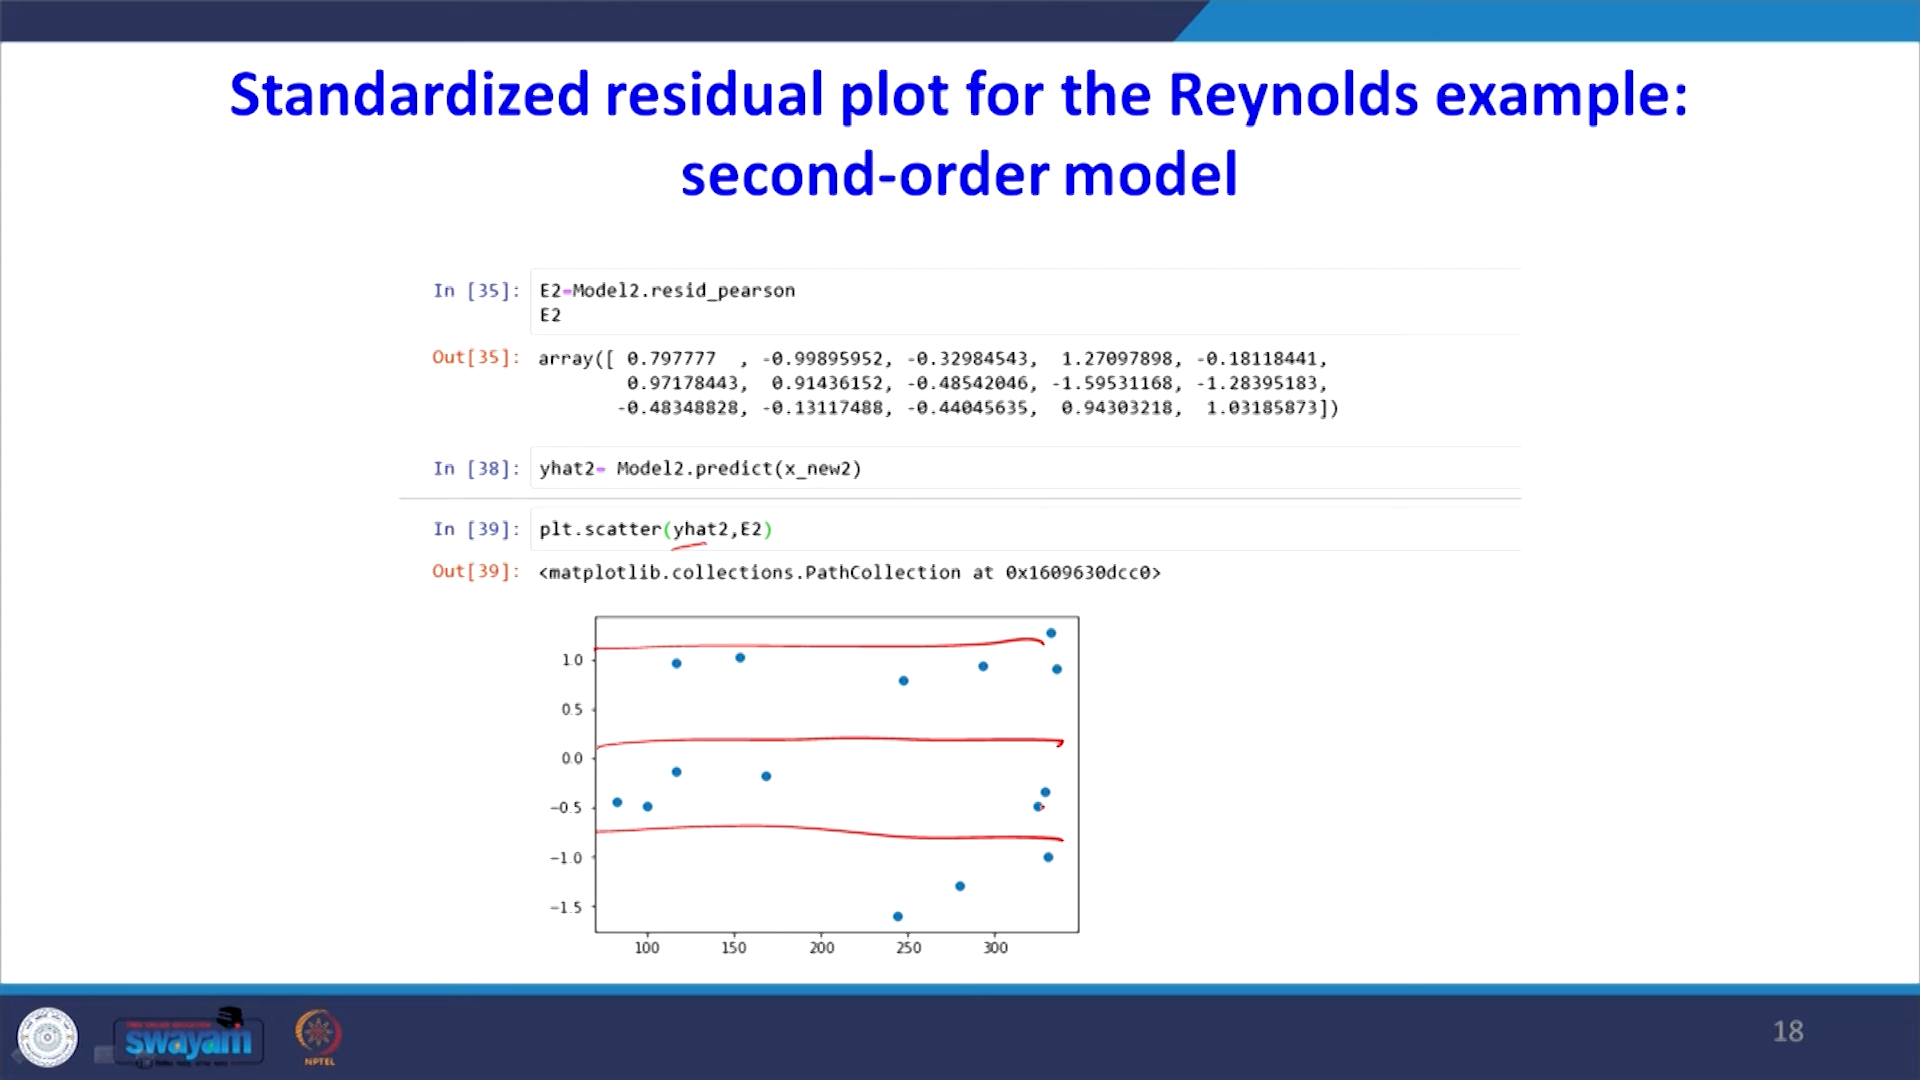 Standardized residual plot for the Reynolds example:
second-order model
In [35]: E2=Model2.resid_pearson
E2
Out[35]: array([ 0.797777  , -0.99895952, -0.32984543,  1.27097898, -0.18118441,
0.97178443,  0.91436152, -0.48542046, -1.59531168, -1.28395183,
-0.48348828, -0.13117488, -0.44045635,  0.94303218,  1.03185873])
In [38]: yhat2= Model2.predict(x_new2)
In [39]: plt.scatter(yhat2,E2)
Out[39]: <matplotlib.collections.PathCollection at 0x1609630dcc0>
1.0
0.5
0.0
−0.5
−1.0
−1.5
100 150 200 250 300
swayam
NPTEL
18